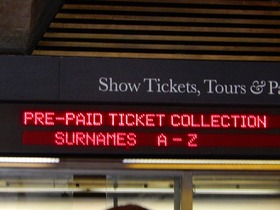 Show Tickets, Tours &
PRE-PAID TICKET COLLECTION
SURNAMES A - Z